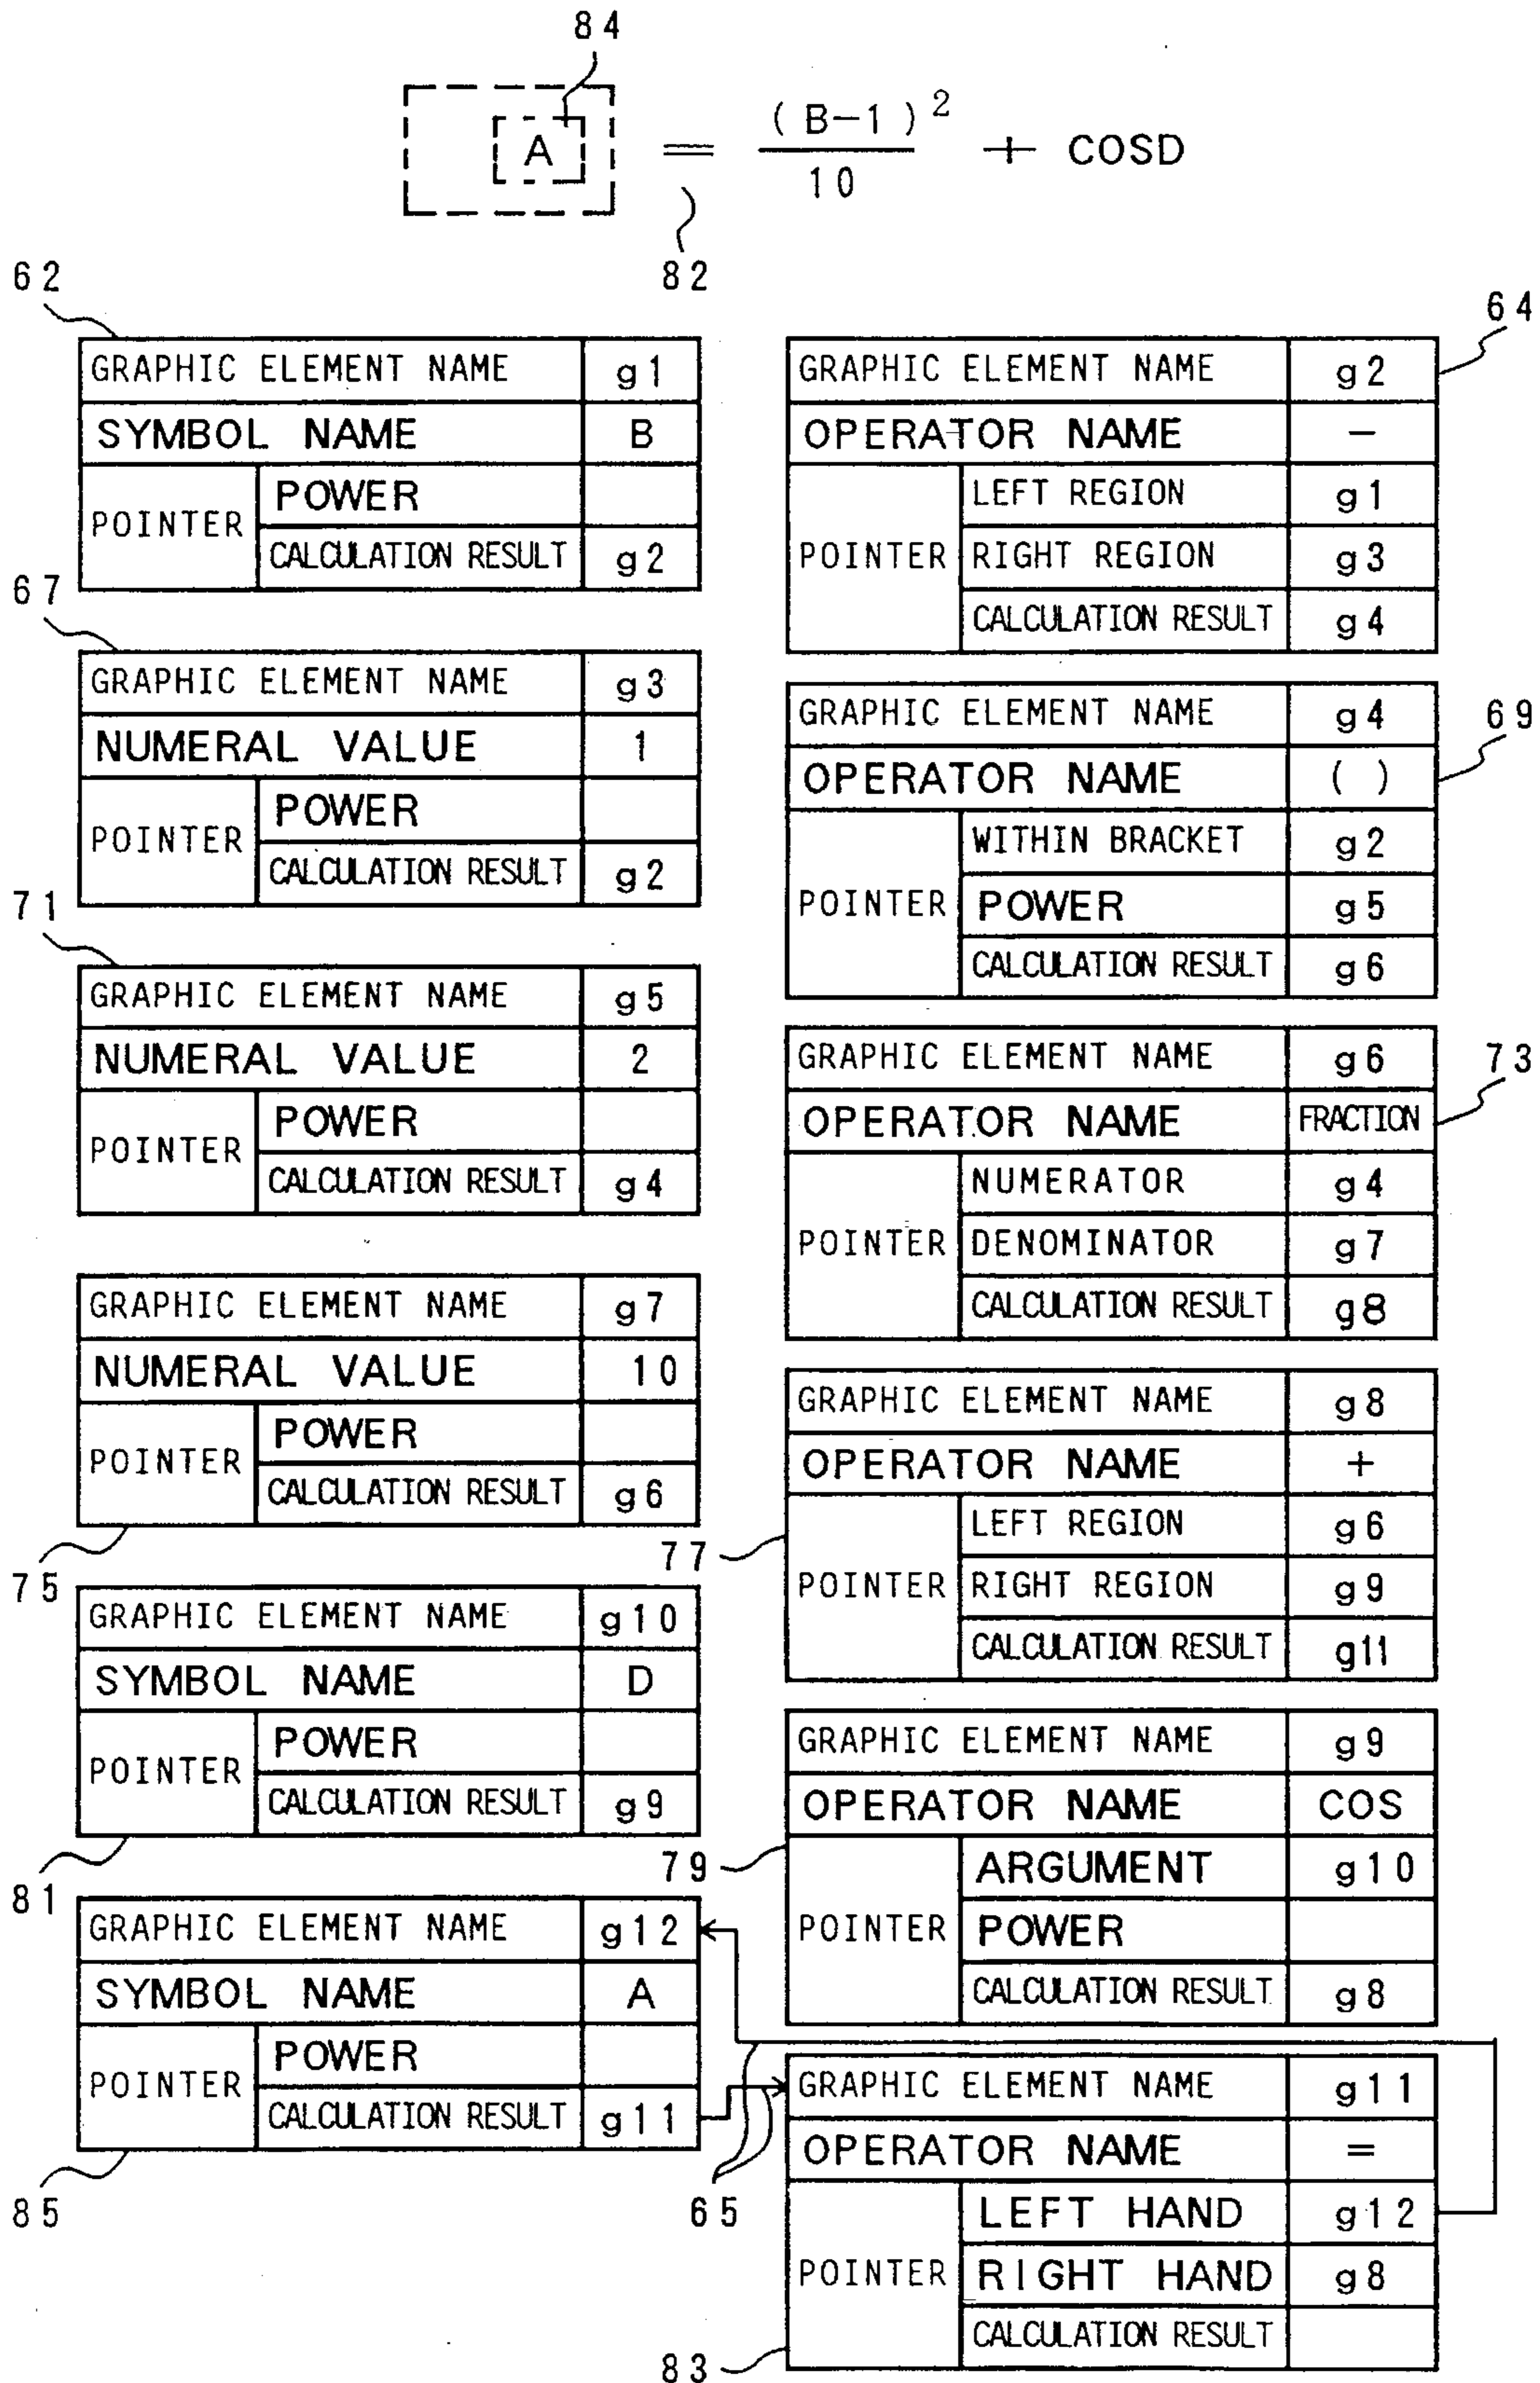 84
A = (B-1)² / 10 + COSD
82
62
GRAPHIC ELEMENT NAME g1
SYMBOL NAME B
POINTER
POWER
CALCULATION RESULT g2
64
GRAPHIC ELEMENT NAME g2
OPERATOR NAME -
POINTER
LEFT REGION g1
RIGHT REGION g3
CALCULATION RESULT g4
67
GRAPHIC ELEMENT NAME g3
NUMERAL VALUE 1
POINTER
POWER
CALCULATION RESULT g2
69
GRAPHIC ELEMENT NAME g4
OPERATOR NAME ( )
POINTER
WITHIN BRACKET g2
POWER g5
CALCULATION RESULT g6
71
GRAPHIC ELEMENT NAME g5
NUMERAL VALUE 2
POINTER
POWER
CALCULATION RESULT g4
73
GRAPHIC ELEMENT NAME g6
OPERATOR NAME FRACTION
POINTER
NUMERATOR g4
DENOMINATOR g7
CALCULATION RESULT g8
GRAPHIC ELEMENT NAME g7
NUMERAL VALUE 10
POINTER
POWER
CALCULATION RESULT g6
75
77
GRAPHIC ELEMENT NAME g8
OPERATOR NAME +
POINTER
LEFT REGION g6
RIGHT REGION g9
CALCULATION RESULT g11
GRAPHIC ELEMENT NAME g10
SYMBOL NAME D
POINTER
POWER
CALCULATION RESULT g9
81
79
GRAPHIC ELEMENT NAME g9
OPERATOR NAME COS
POINTER
ARGUMENT g10
POWER
CALCULATION RESULT g8
GRAPHIC ELEMENT NAME g12
SYMBOL NAME A
POINTER
POWER
CALCULATION RESULT g11
85
65
GRAPHIC ELEMENT NAME g11
OPERATOR NAME =
POINTER
LEFT HAND g12
RIGHT HAND g8
CALCULATION RESULT
83